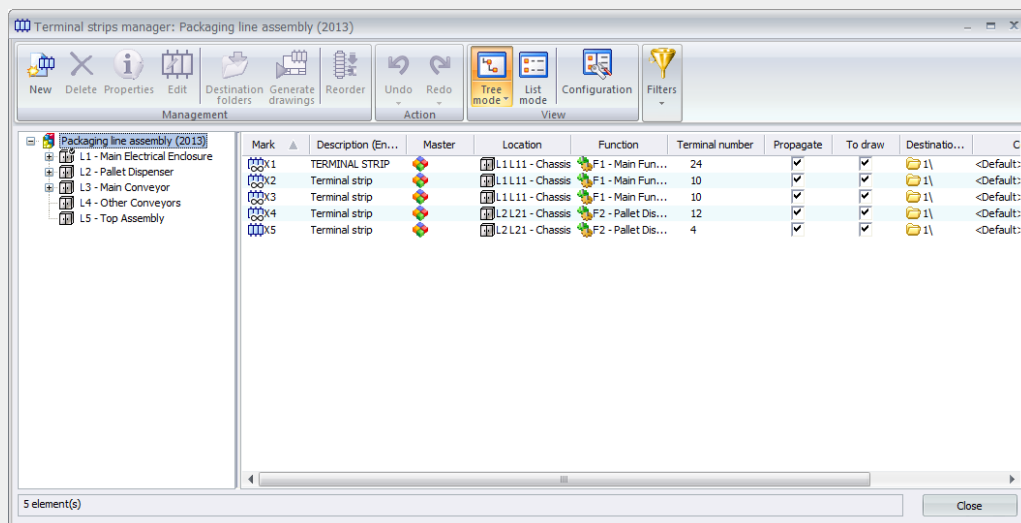 Terminal strips manager: Packaging line assembly (2013)
New Delete Properties Edit Destination folders Generate drawings Reorder Undo Redo Tree mode List mode Configuration Filters
Management Action View
Packaging line assembly (2013)
L1 - Main Electrical Enclosure
L2 - Pallet Dispenser
L3 - Main Conveyor
L4 - Other Conveyors
L5 - Top Assembly
Mark Description (En... Master Location Function Terminal number Propagate To draw Destinatio... C
X1 TERMINAL STRIP L1 L11 - Chassis F1 - Main Fun... 24 1\ <Default>
X2 Terminal strip L1 L11 - Chassis F1 - Main Fun... 10 1\ <Default>
X3 Terminal strip L1 L11 - Chassis F1 - Main Fun... 10 1\ <Default>
X4 Terminal strip L2 L21 - Chassis F2 - Pallet Dis... 12 1\ <Default>
X5 Terminal strip L2 L21 - Chassis F2 - Pallet Dis... 4 1\ <Default>
5 element(s)
Close